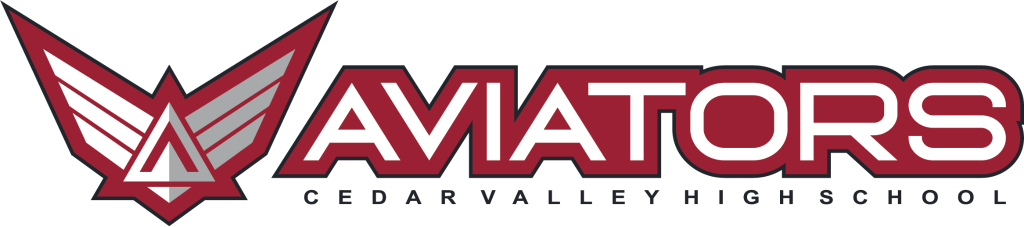 AVIATORS
CEDAR VALLEY HIGH SCHOOL